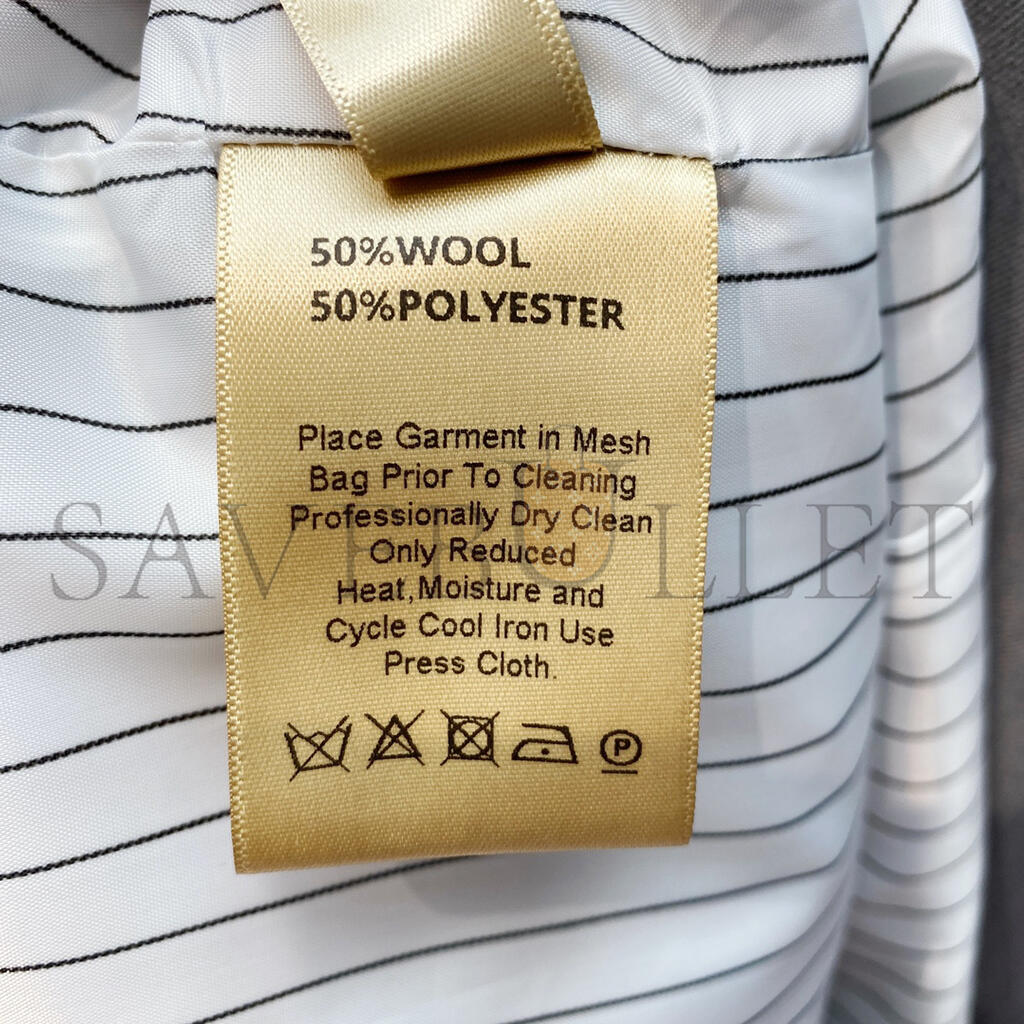 50%WOOL
50%POLYESTER
Place Garment in Mesh
Bag Prior To Cleaning
Professionally Dry Clean
Only Reduced
Heat,Moisture and
Cycle Cool Iron Use
Press Cloth.
P